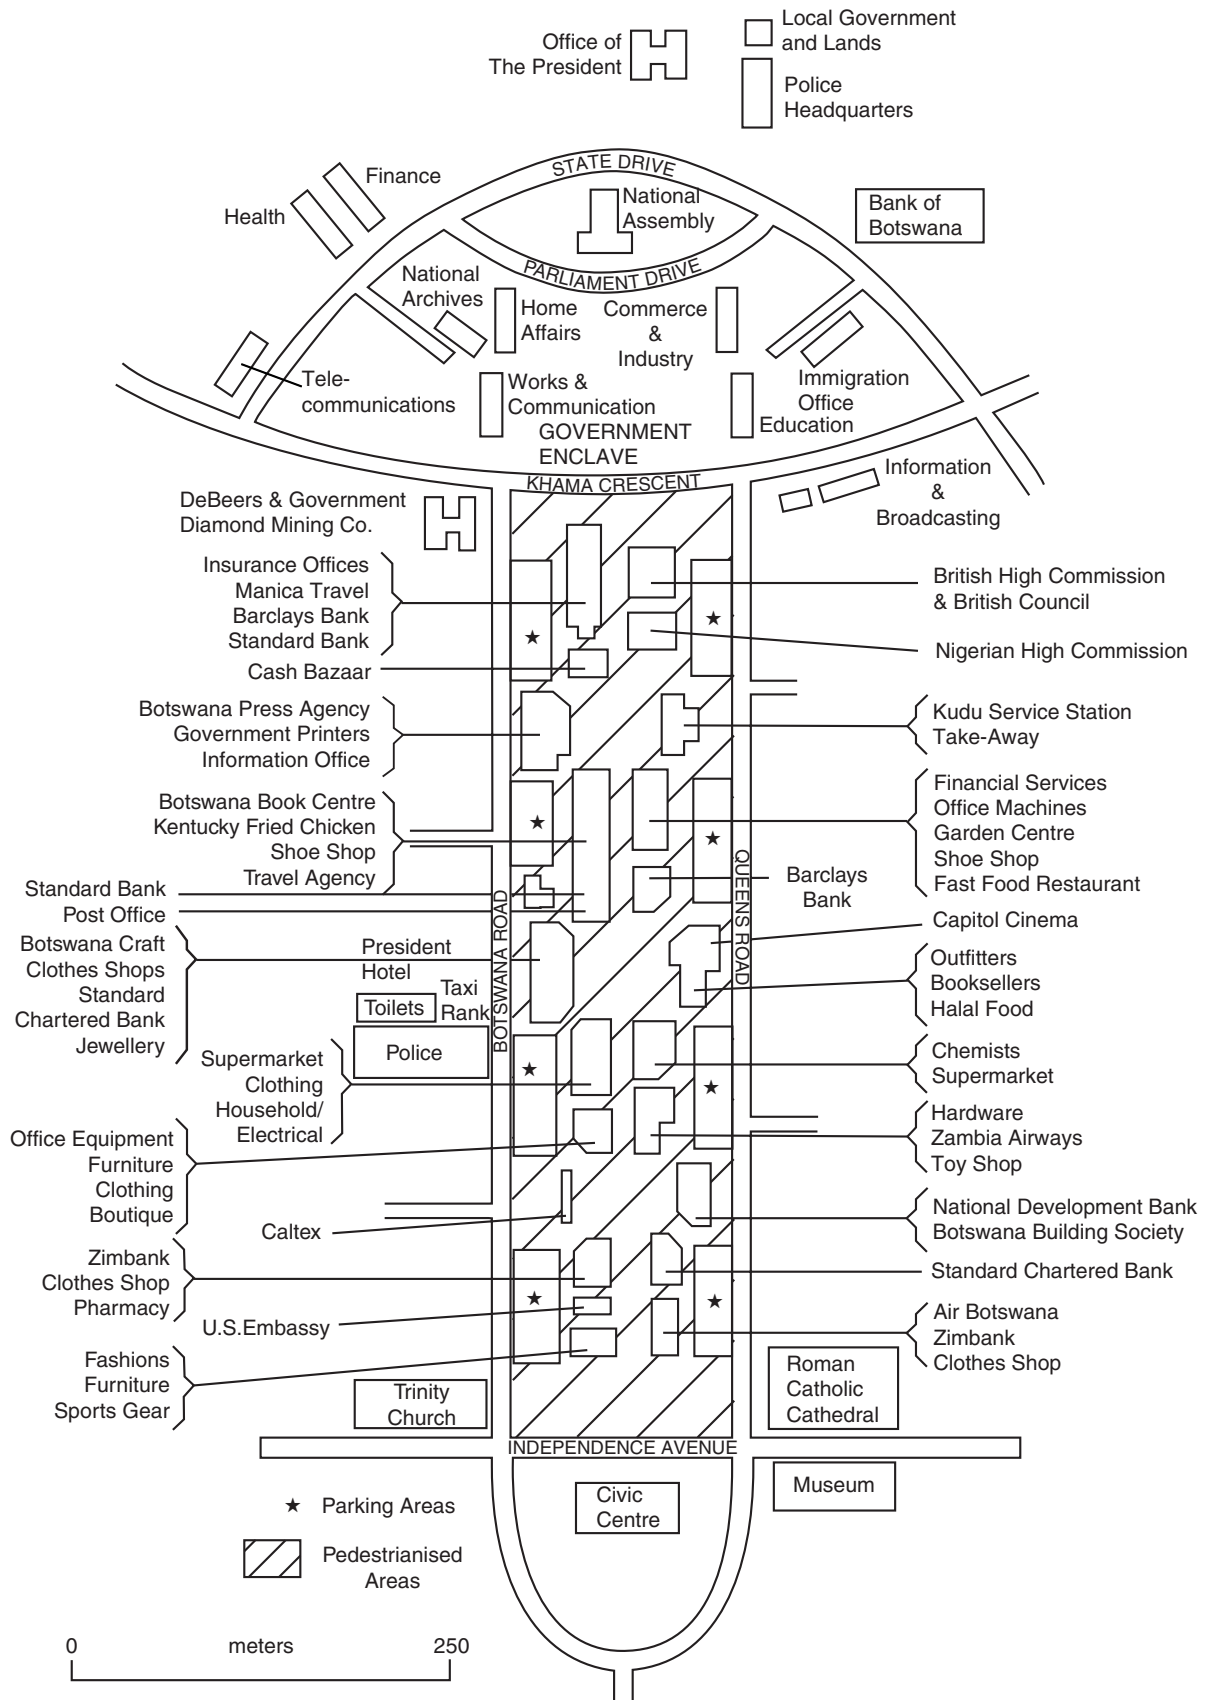 Office of
The President
Local Government
and Lands
Police
Headquarters
STATE DRIVE
Finance
Health
National
Assembly
Bank of
Botswana
PARLIAMENT DRIVE
National
Archives
Home
Affairs
Commerce
&
Industry
Tele-
communications
Works &
Communication
Immigration
Office
Education
GOVERNMENT
ENCLAVE
KHAMA CRESCENT
Information
&
Broadcasting
DeBeers & Government
Diamond Mining Co.
Insurance Offices
Manica Travel
Barclays Bank
Standard Bank
Cash Bazaar
British High Commission
& British Council
Nigerian High Commission
Botswana Press Agency
Government Printers
Information Office
Kudu Service Station
Take-Away
Botswana Book Centre
Kentucky Fried Chicken
Shoe Shop
Travel Agency
Financial Services
Office Machines
Garden Centre
Shoe Shop
Fast Food Restaurant
Standard Bank
Post Office
Barclays
Bank
QUEENS ROAD
BOTSWANA ROAD
Capitol Cinema
Botswana Craft
Clothes Shops
Standard
Chartered Bank
Jewellery
President
Hotel
Taxi
Rank
Toilets
Police
Outfitters
Booksellers
Halal Food
Supermarket
Clothing
Household/
Electrical
Chemists
Supermarket
Hardware
Zambia Airways
Toy Shop
Office Equipment
Furniture
Clothing
Boutique
Caltex
National Development Bank
Botswana Building Society
Zimbank
Clothes Shop
Pharmacy
Standard Chartered Bank
U.S.Embassy
Air Botswana
Zimbank
Clothes Shop
Fashions
Furniture
Sports Gear
Trinity
Church
Roman
Catholic
Cathedral
INDEPENDENCE AVENUE
Museum
Civic
Centre
Parking Areas
Pedestrianised
Areas
0 meters 250